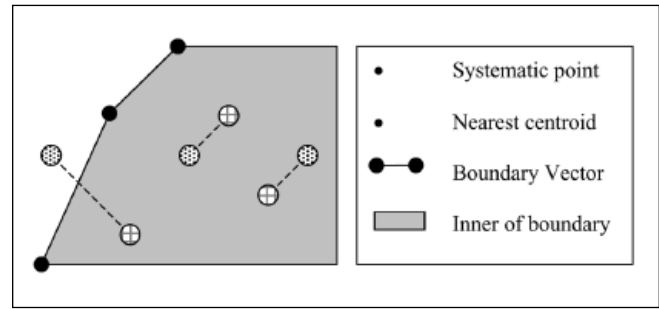 Systematic point
Nearest centroid
Boundary Vector
Inner of boundary